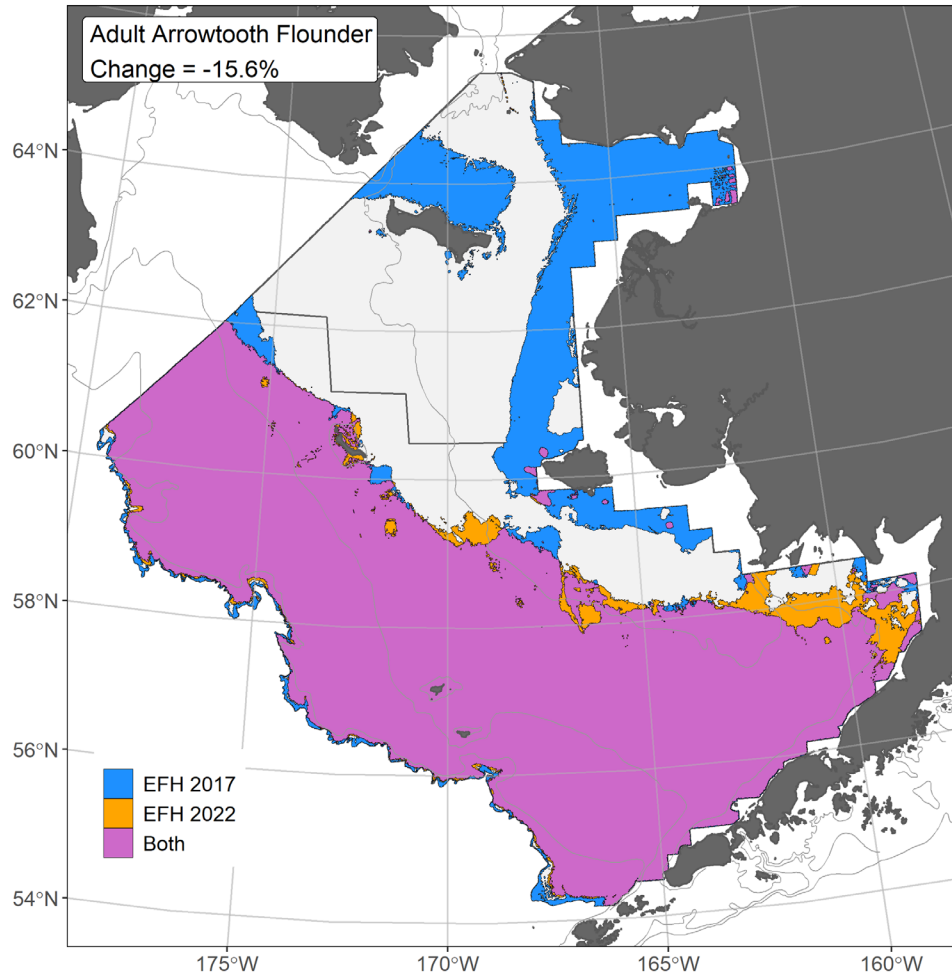 Adult Arrowtooth Flounder
Change = -15.6%
64°N
62°N
60°N
58°N
56°N
54°N
EFH 2017
EFH 2022
Both
175°W
170°W
165°W
160°W